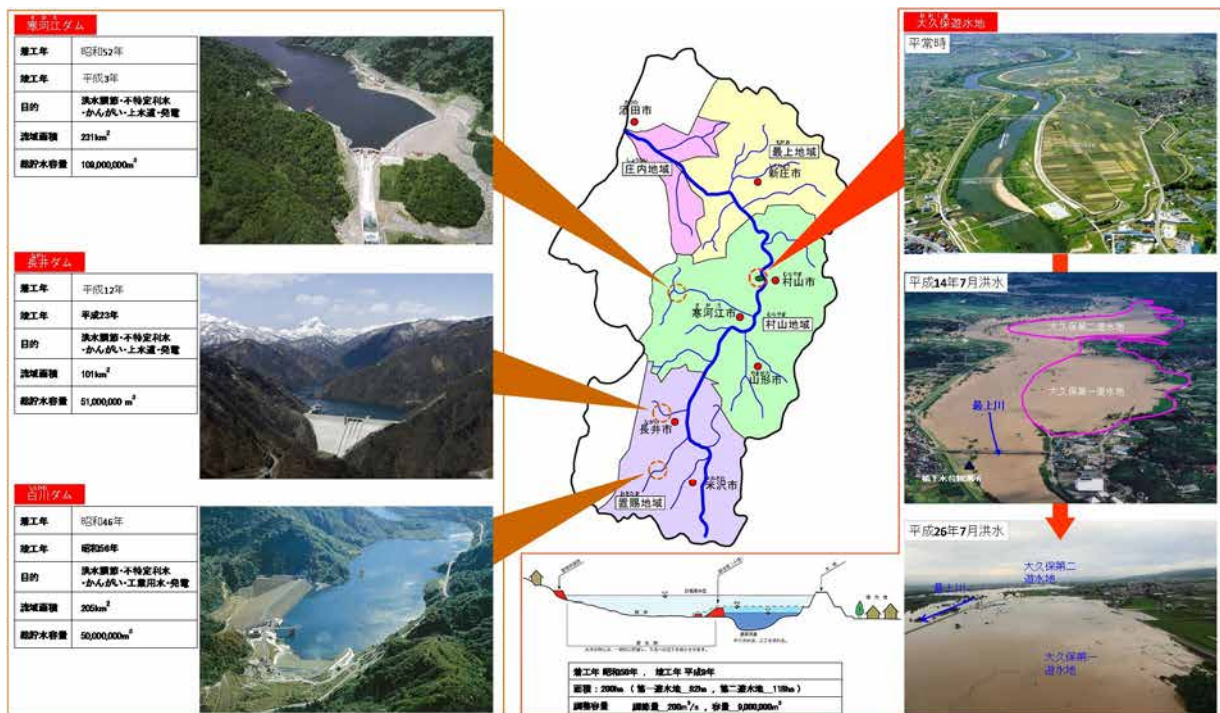 寒河江ダム
着工年 昭和52年
竣工年 平成3年
目的 洪水調節・不特定利水
・かんがい・上水道・発電
流域面積 231km²
総貯水容量 109,000,000m³
長井ダム
着工年 平成12年
竣工年 平成23年
目的 洪水調節・不特定利水
・かんがい・上水道・発電
流域面積 101km²
総貯水容量 51,000,000 m³
白川ダム
着工年 昭和46年
竣工年 昭和56年
目的 洪水調節・不特定利水
・かんがい・工業用水・発電
流域面積 205km²
総貯水容量 50,000,000m³
酒田市
庄内地域
最上地域
新庄市
村山市
寒河江市
村山地域
山形市
長井市
米沢市
置賜地域
着工年 昭和50年 , 竣工年 平成9年
面積:200ha ( 第一遊水地 82ha , 第二遊水地 118ha )
調整容量 調節量 200m³/s , 容量 9,000,000m³
大久保遊水地
平常時
平成14年7月洪水
大久保第二遊水地
大久保第一遊水地
最上川
平成26年7月洪水
大久保第二
遊水地
最上川
大久保第一
遊水地